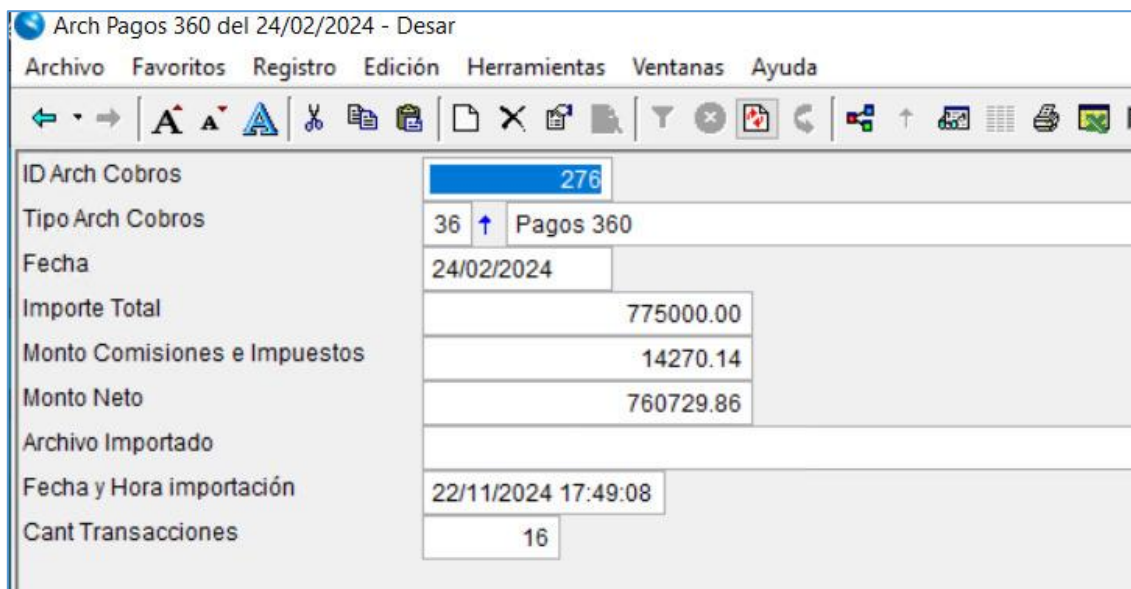 Arch Pagos 360 del 24/02/2024 - Desar
Archivo Favoritos Registro Edición Herramientas Ventanas Ayuda
ID Arch Cobros 276
Tipo Arch Cobros 36 Pagos 360
Fecha 24/02/2024
Importe Total 775000.00
Monto Comisiones e Impuestos 14270.14
Monto Neto 760729.86
Archivo Importado
Fecha y Hora importación 22/11/2024 17:49:08
Cant Transacciones 16